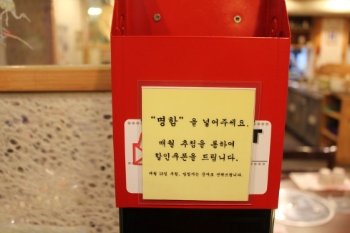 "명함" 을 넣어주세요.
매월 추첨을 통하여
할인쿠폰을 드립니다.